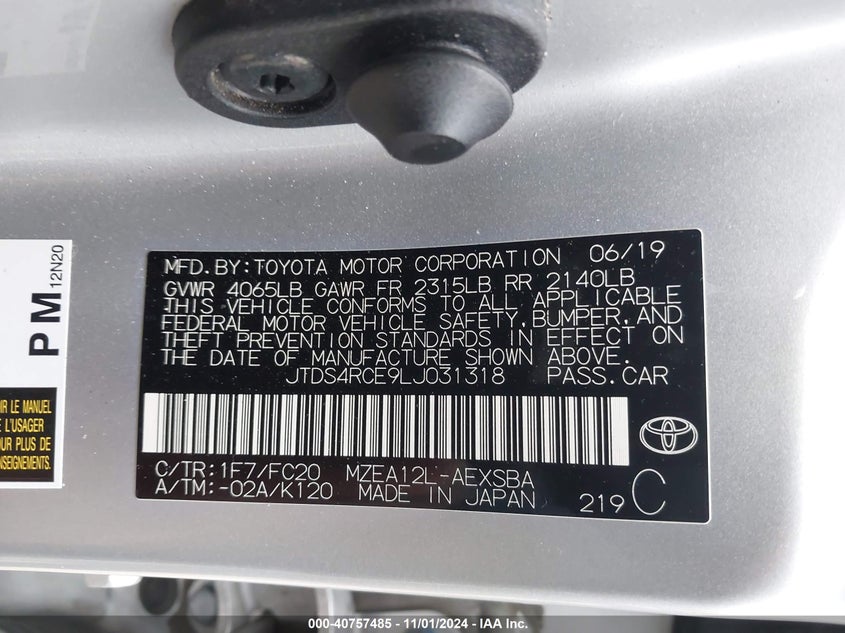 MFD.BY:TOYOTA MOTOR CORPORATION 06/19
GVWR 4065LB GAWR FR 2315LB RR 2140LB
THIS VEHICLE CONFORMS TO ALL APPLICABLE
FEDERAL MOTOR VEHICLE SAFETY,BUMPER,AND
THEFT PREVENTION STANDARDS IN EFFECT ON
THE DATE OF MANUFACTURE SHOWN ABOVE.
JTDS4RCE9LJ031318 PASS.CAR
C/TR:1F7/FC20 MZEA12L-AEXSBA
A/TM:-02A/K120 MADE IN JAPAN 219 C
PM 12N20
IR LE MANUEL
L'USAGER
OUR PLUS DE
NSEIGNEMENTS.
000-40757485 - 11/01/2024 - IAA Inc.